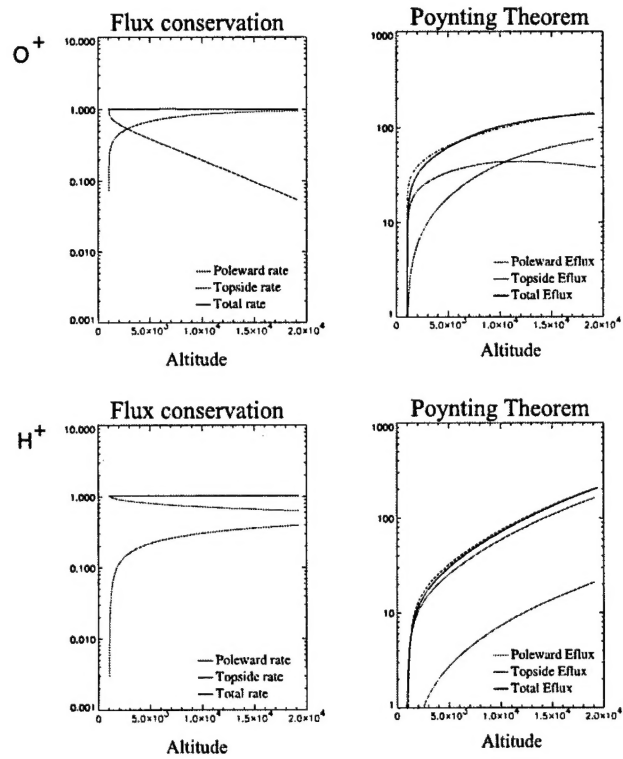 O+
Flux conservation
10.000
1.000
0.100
0.010
0.001
Poleward rate
Topside rate
Total rate
0
5.0×10³
1.0×10⁴
1.5×10⁴
2.0×10⁴
Altitude
Poynting Theorem
1000
100
10
1
Poleward Eflux
Topside Eflux
Total Eflux
0
5.0×10³
1.0×10⁴
1.5×10⁴
2.0×10⁴
Altitude
H+
Flux conservation
10.000
1.000
0.100
0.010
0.001
Poleward rate
Topside rate
Total rate
0
5.0×10³
1.0×10⁴
1.5×10⁴
2.0×10⁴
Altitude
Poynting Theorem
1000
100
10
1
Poleward Eflux
Topside Eflux
Total Eflux
0
5.0×10³
1.0×10⁴
1.5×10⁴
2.0×10⁴
Altitude